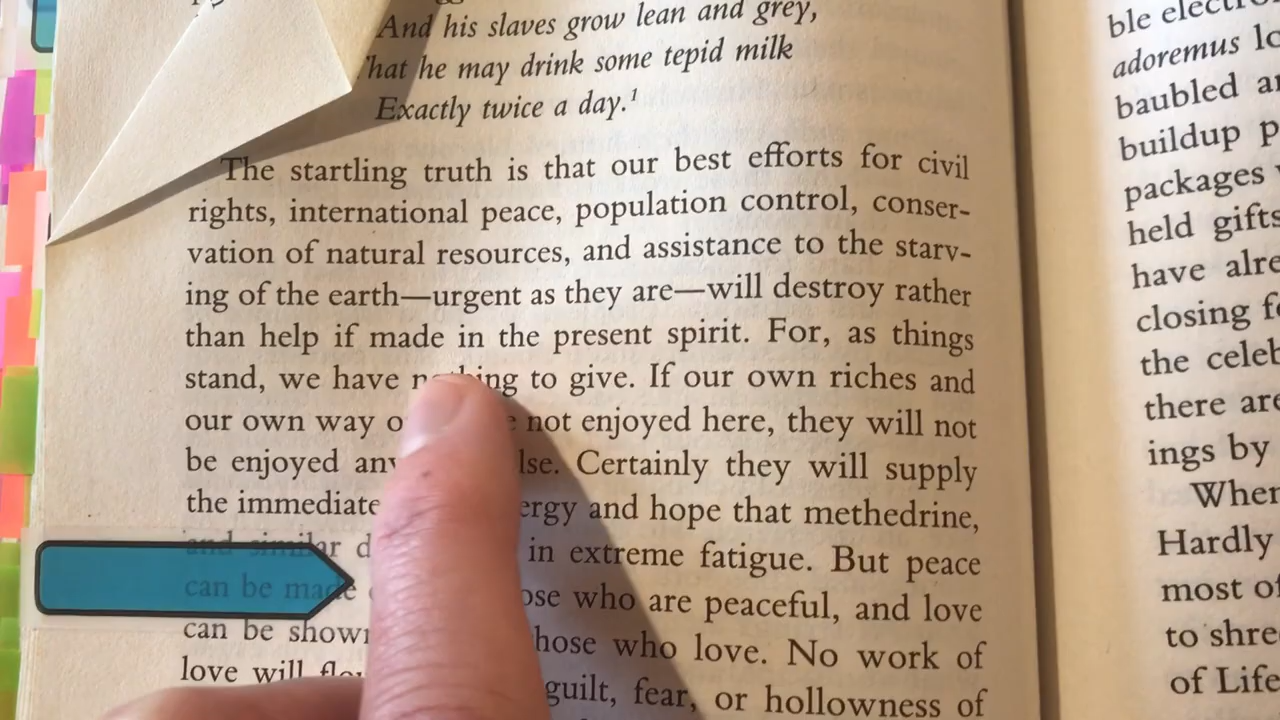 And his slaves grow lean and grey,
hat he may drink some tepid milk
Exactly twice a day.¹
The startling truth is that our best efforts for civil
rights, international peace, population control, conser-
vation of natural resources, and assistance to the starv-
ing of the earth—urgent as they are—will destroy rather
than help if made in the present spirit. For, as things
stand, we have nothing to give. If our own riches and
our own way not enjoyed here, they will not
be enjoyed lse. Certainly they will supply
the immediate ergy and hope that methedrine,
and similar in extreme fatigue. But peace
can be made ose who are peaceful, and love
can be shown hose who love. No work of
love will
guilt, fear, or hollowness of
ble
adoremus
baubled
buildup
packages
held gifts
have
closing
the
there are
ings by
When
Hardly
most of
to shre
of Life